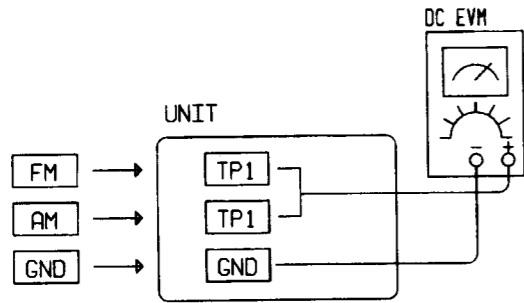 DC EVM
UNIT
FM TP1
AM TP1
GND GND
- +